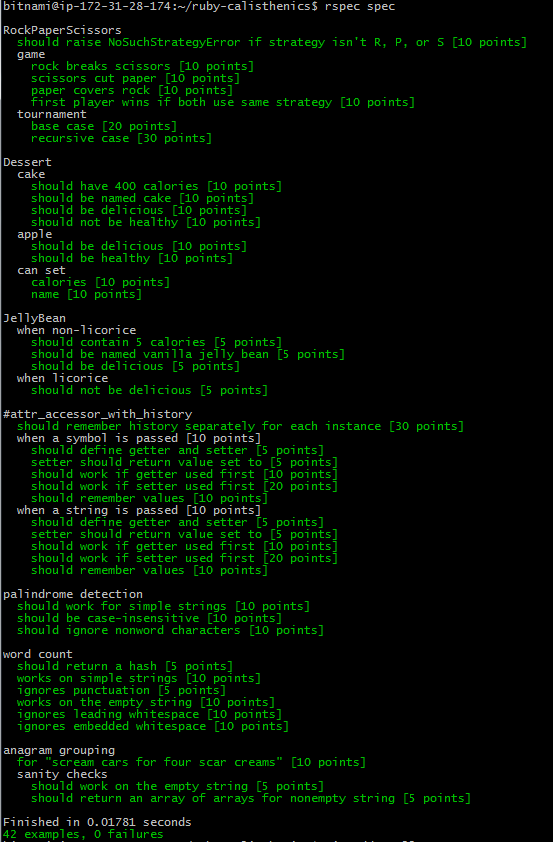 bitnami@ip-172-31-28-174:~/ruby-calisthenics$ rspec spec
RockPaperScissors
should raise NoSuchStrategyError if strategy isn't R, P, or S [10 points]
game
rock breaks scissors [10 points]
scissors cut paper [10 points]
paper covers rock [10 points]
first player wins if both use same strategy [10 points]
tournament
base case [20 points]
recursive case [30 points]
Dessert
cake
should have 400 calories [10 points]
should be named cake [10 points]
should be delicious [10 points]
should not be healthy [10 points]
apple
should be delicious [10 points]
should be healthy [10 points]
can set
calories [10 points]
name [10 points]
JellyBean
when non-licorice
should contain 5 calories [5 points]
should be named vanilla jelly bean [5 points]
should be delicious [5 points]
when licorice
should not be delicious [5 points]
#attr_accessor_with_history
should remember history separately for each instance [30 points]
when a symbol is passed [10 points]
should define getter and setter [5 points]
setter should return value set to [5 points]
should work if getter used first [10 points]
should work if setter used first [20 points]
should remember values [10 points]
when a string is passed [10 points]
should define getter and setter [5 points]
setter should return value set to [5 points]
should work if getter used first [10 points]
should work if setter used first [20 points]
should remember values [10 points]
palindrome detection
should work for simple strings [10 points]
should be case-insensitive [10 points]
should ignore nonword characters [10 points]
word count
should return a hash [5 points]
works on simple strings [10 points]
ignores punctuation [5 points]
works on the empty string [10 points]
ignores leading whitespace [10 points]
ignores embedded whitespace [10 points]
anagram grouping
for "scream cars for four scar creams" [10 points]
sanity checks
should work on the empty string [5 points]
should return an array of arrays for nonempty string [5 points]
Finished in 0.01781 seconds
42 examples, 0 failures